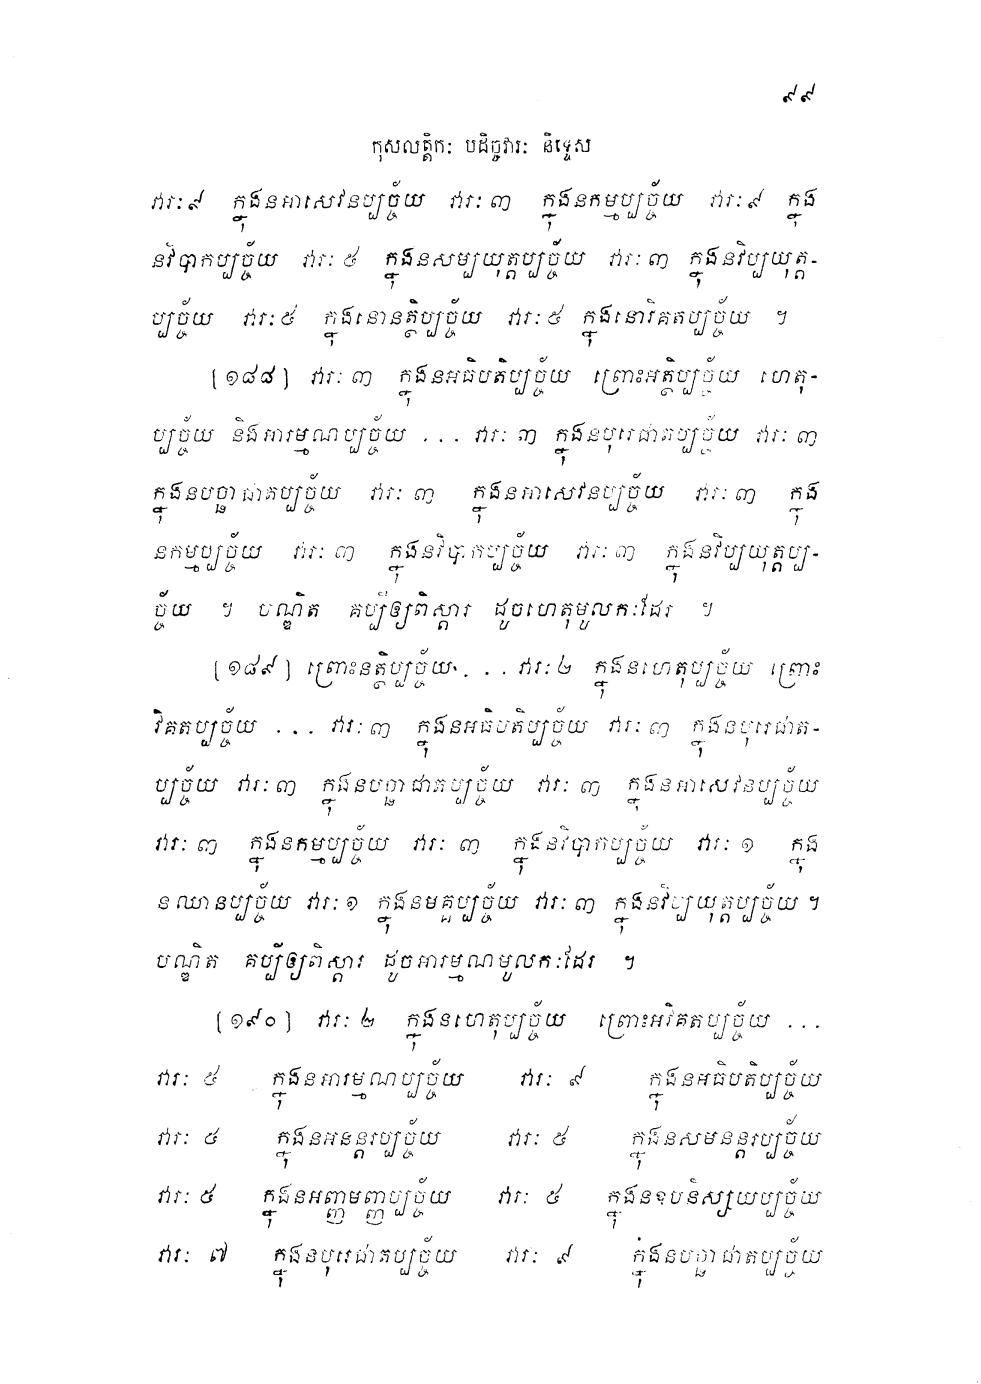 ៩៩
កុសលត្តិកៈ បដិច្ចវារៈ និទ្ទេស
វារៈ៩ ក្នុងនអាសេវនប្បច្ច័យ វារៈ ៣ ក្នុងនកម្មប្បច្ច័យ វារៈ ៩ ក្នុង
នវិបាកប្បច្ច័យ វារៈ ៥ ក្នុងនសម្បយុត្តប្បច្ច័យ វារៈ ៣ ក្នុងនវិប្បយុត្ត-
ប្បច្ច័យ វារៈ ៥ ក្នុងនោនត្ថិប្បច្ច័យ វារៈ ៥ ក្នុងនោវិគតប្បច្ច័យ ។
[១៨៨] វារៈ ៣ ក្នុងនអធិបតិប្បច្ច័យ ព្រោះអត្ថិប្បច្ច័យ ហេតុ-
ប្បច្ច័យ និងអារម្មណប្បច្ច័យ ... វារៈ ៣ ក្នុងនបុរេជាតប្បច្ច័យ វារៈ ៣
ក្នុងនបច្ឆាជាតប្បច្ច័យ វារៈ ៣ ក្នុងនអាសេវនប្បច្ច័យ វារៈ ៣ ក្នុង
នកម្មប្បច្ច័យ វារៈ ៣ ក្នុងនវិបាកប្បច្ច័យ វារៈ ៣ ក្នុងនវិប្បយុត្តប្ប-
ច្ច័យ ។ បណ្ឌិត គប្បីឲ្យពិស្តារ ដូចហេតុមូលកៈដែរ ។
[១៨៩] ព្រោះនត្ថិប្បច្ច័យ ... វារៈ ២ ក្នុងនហេតុប្បច្ច័យ ព្រោះ
វិគតប្បច្ច័យ ... វារៈ ៣ ក្នុងនអធិបតិប្បច្ច័យ វារៈ ៣ ក្នុងនបុរេជាត-
ប្បច្ច័យ វារៈ ៣ ក្នុងនបច្ឆាជាតប្បច្ច័យ វារៈ ៣ ក្នុងនអាសេវនប្បច្ច័យ
វារៈ ៣ ក្នុងនកម្មប្បច្ច័យ វារៈ ៣ ក្នុងនវិបាកប្បច្ច័យ វារៈ ១ ក្នុង
នឈានប្បច្ច័យ វារៈ ១ ក្នុងនមគ្គប្បច្ច័យ វារៈ ៣ ក្នុងនវិប្បយុត្តប្បច្ច័យ ។
បណ្ឌិត គប្បីឲ្យពិស្តារ ដូចអារម្មណមូលកៈដែរ ។
[១៩០] វារៈ ២ ក្នុងនហេតុប្បច្ច័យ ព្រោះអវិគតប្បច្ច័យ ...
វារៈ ៥ ក្នុងនអារម្មណប្បច្ច័យ វារៈ ៩ ក្នុងនអធិបតិប្បច្ច័យ
វារៈ ៥ ក្នុងនអនន្តរប្បច្ច័យ វារៈ ៥ ក្នុងនសមនន្តរប្បច្ច័យ
វារៈ ៥ ក្នុងនអញ្ញាមញ្ញប្បច្ច័យ វារៈ ៥ ក្នុងនឧបនិស្សយប្បច្ច័យ
វារៈ ៧ ក្នុងនបុរេជាតប្បច្ច័យ វារៈ ៩ ក្នុងនបច្ឆាជាតប្បច្ច័យ